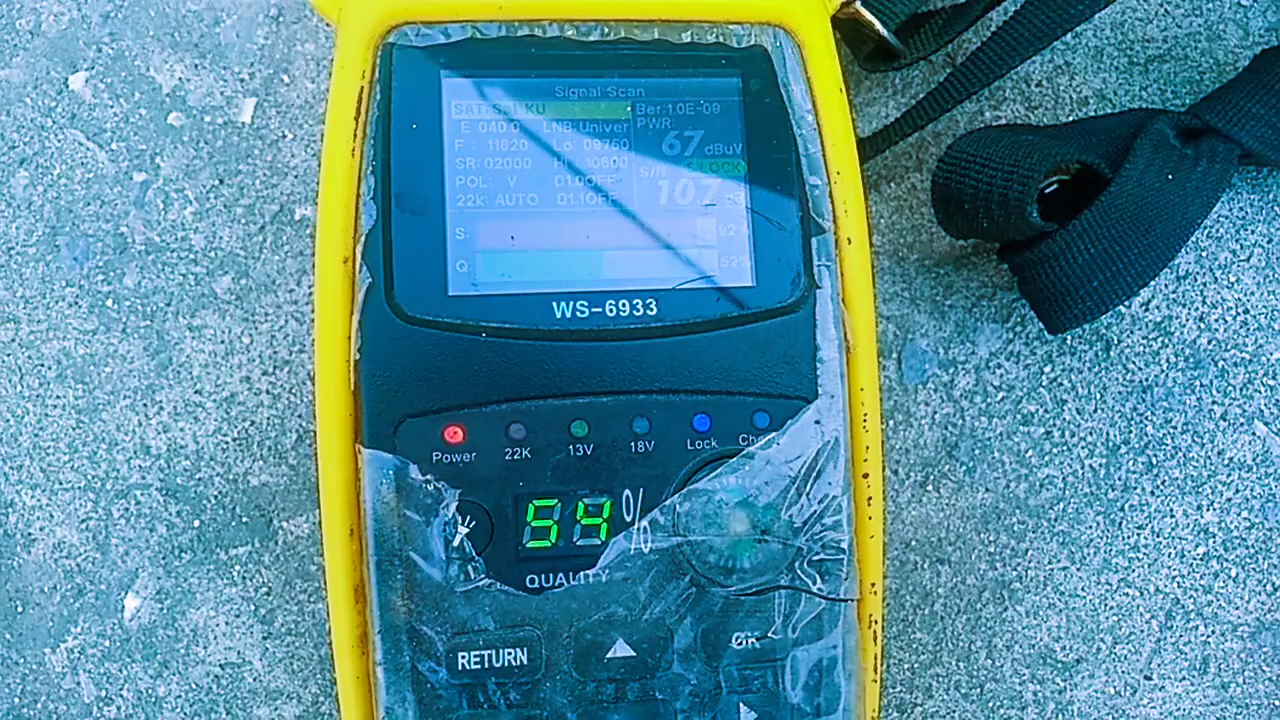 Signal Scan
SAT: Sat KU
Ber:1.0E-09
E 040.0 LNB: Univer
PWR:
67 dBuV
F : 11620 Lo: 09750
SLOCK
SR: 02000 Hi : 10600
S/N
10.7 dB
POL: V D1.0OFF
22k: AUTO D1.1OFF
S: 92
Q: 52%
WS-6933
Power 22K 13V 18V Lock
54 %
QUALITY
RETURN
OK